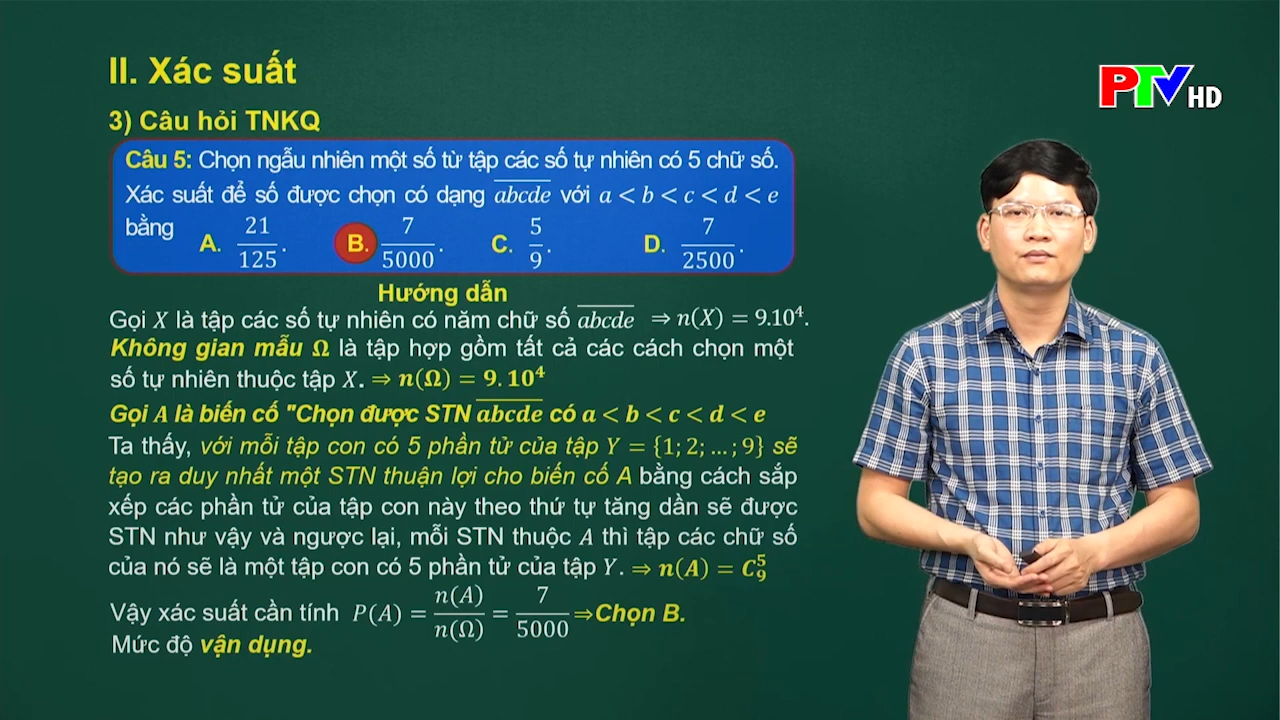 II. Xác suất
PTV HD
3) Câu hỏi TNKQ
Câu 5: Chọn ngẫu nhiên một số từ tập các số tự nhiên có 5 chữ số.
Xác suất để số được chọn có dạng \overline{abcde} với a < b < c < d < e
bằng
A. 21/125. B. 7/5000. C. 5/9. D. 7/2500.
Hướng dẫn
Gọi X là tập các số tự nhiên có năm chữ số \overline{abcde} ⇒ n(X) = 9.10⁴.
Không gian mẫu Ω là tập hợp gồm tất cả các cách chọn một
số tự nhiên thuộc tập X. ⇒ n(Ω) = 9.10⁴
Gọi A là biến cố "Chọn được STN \overline{abcde} có a < b < c < d < e
Ta thấy, với mỗi tập con có 5 phần tử của tập Y = {1; 2; ...; 9} sẽ
tạo ra duy nhất một STN thuận lợi cho biến cố A bằng cách sắp
xếp các phần tử của tập con này theo thứ tự tăng dần sẽ được
STN như vậy và ngược lại, mỗi STN thuộc A thì tập các chữ số
của nó sẽ là một tập con có 5 phần tử của tập Y. ⇒ n(A) = C₉⁵
Vậy xác suất cần tính P(A) = n(A)/n(Ω) = 7/5000 ⇒Chọn B.
Mức độ vận dụng.